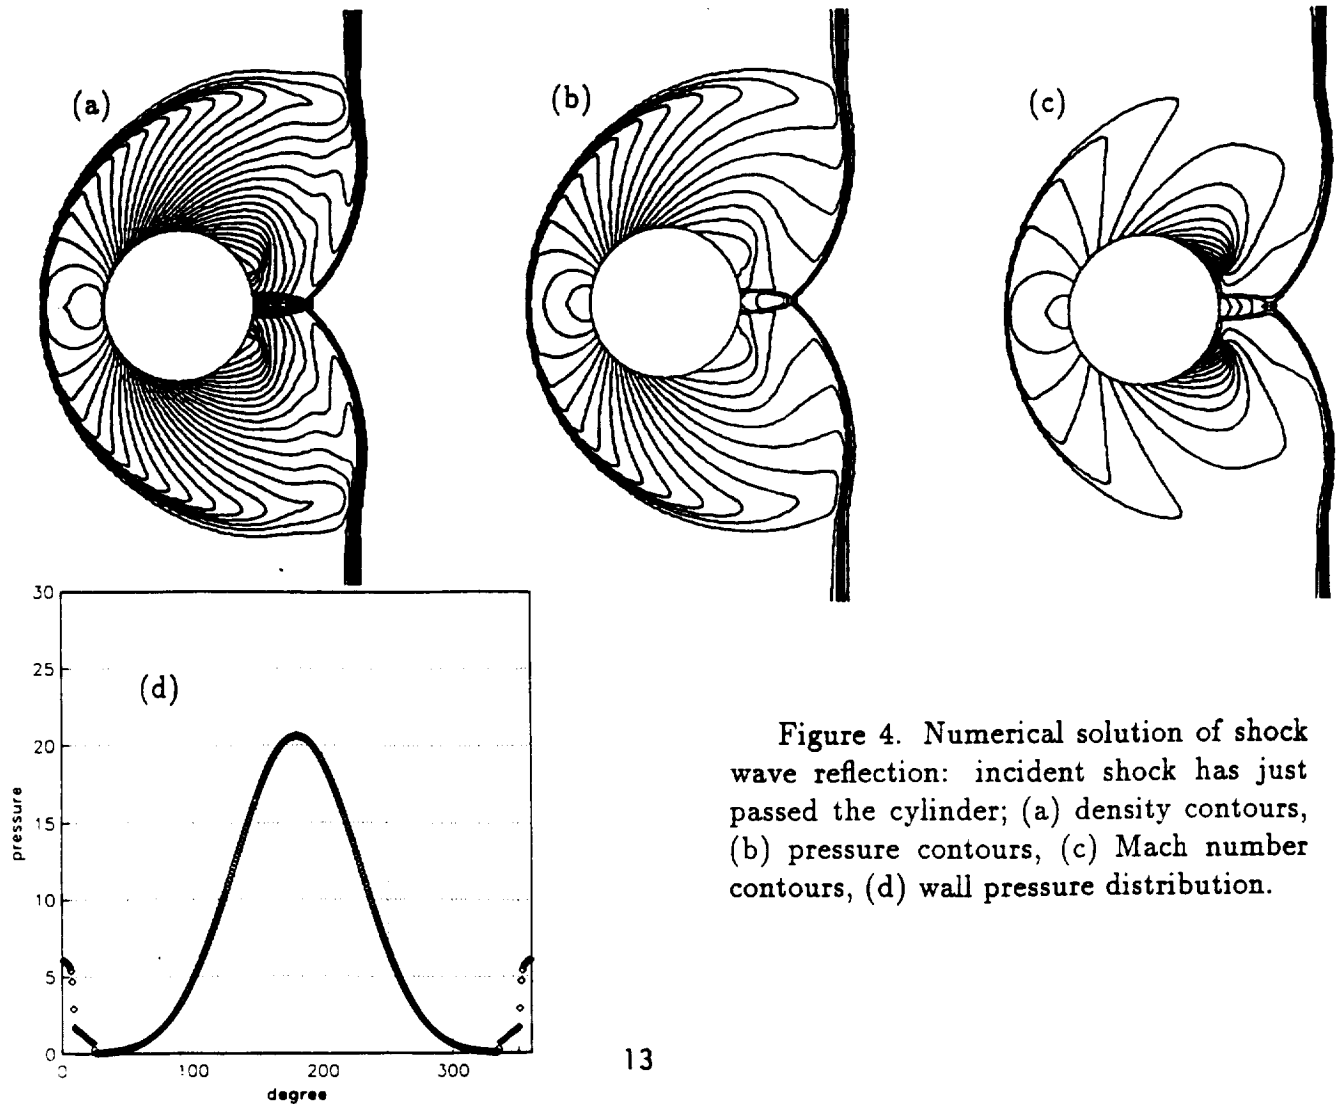 (a)
(b)
(c)
30
25
20
15
10
5
0
pressure
(d)
0
100
200
300
degree
Figure 4. Numerical solution of shock
wave reflection: incident shock has just
passed the cylinder; (a) density contours,
(b) pressure contours, (c) Mach number
contours, (d) wall pressure distribution.
13